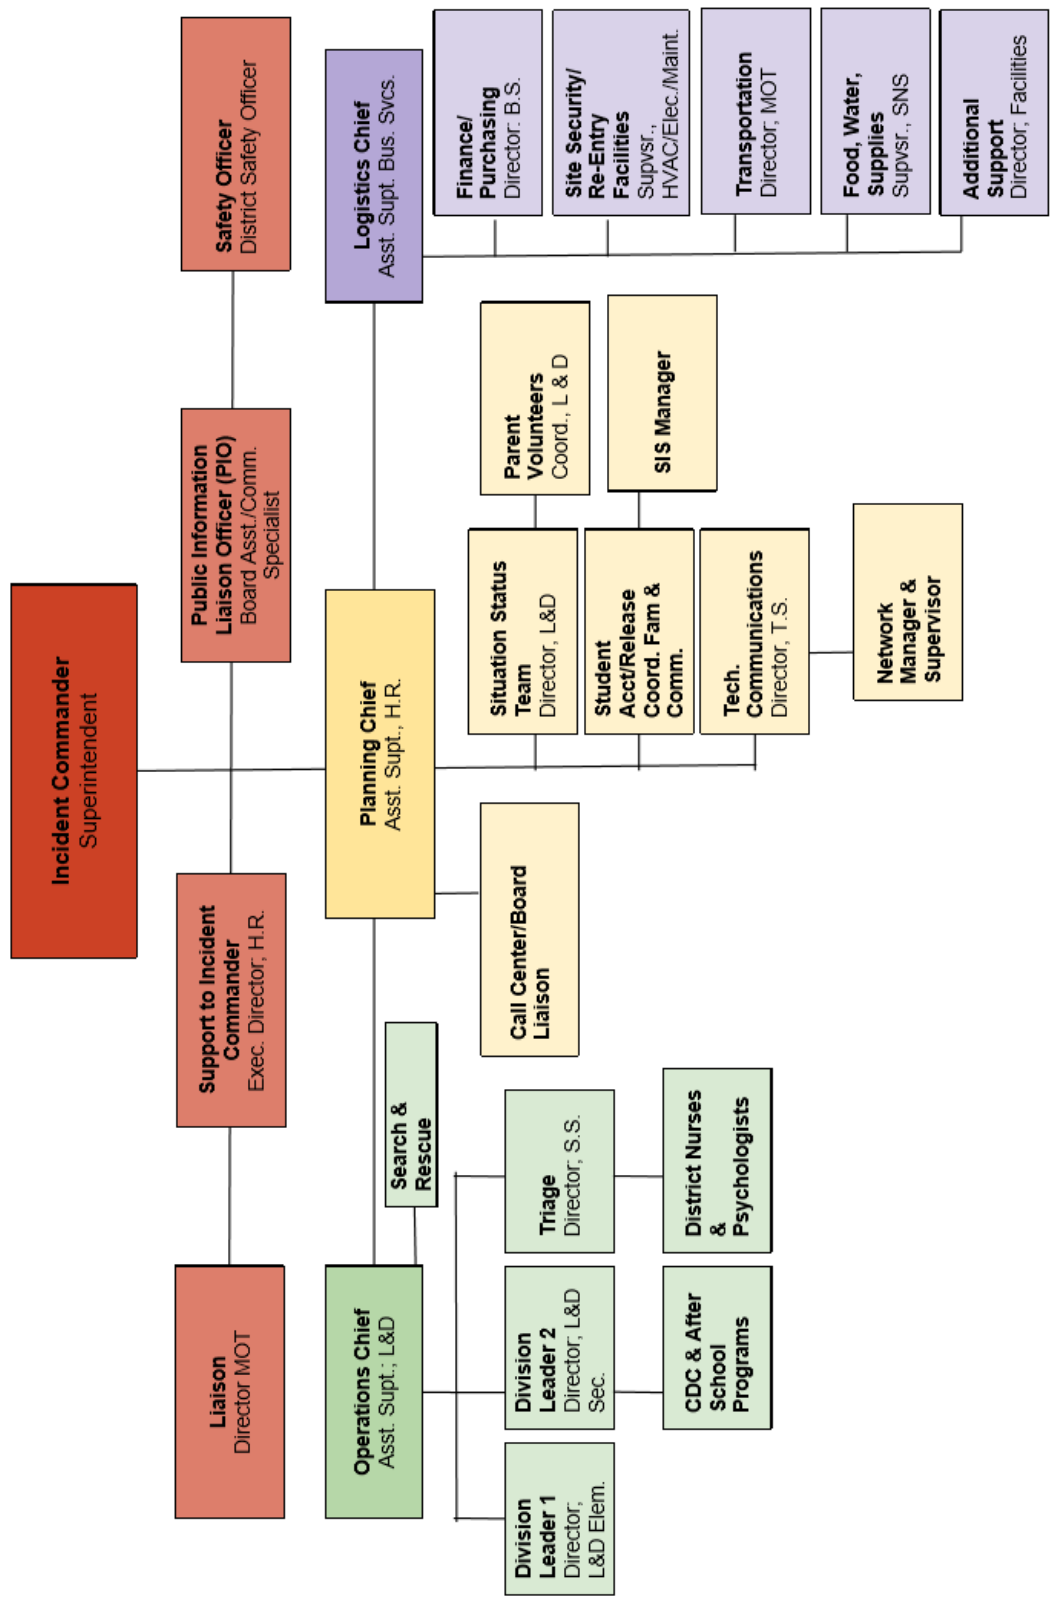 Incident Commander
Superintendent
Liaison
Director MOT
Support to Incident
Commander
Exec. Director; H.R.
Public Information
Liaison Officer (PIO)
Board Asst./Comm.
Specialist
Safety Officer
District Safety Officer
Operations Chief
Asst. Supt.; L&D
Planning Chief
Asst. Supt., H.R.
Logistics Chief
Asst. Supt. Bus. Svcs.
Search &
Rescue
Division
Leader 1
Director;
L&D Elem.
Division
Leader 2
Director; L&D
Sec.
Triage
Director; S.S.
CDC & After
School
Programs
District Nurses
&
Psychologists
Call Center/Board
Liaison
Situation Status
Team
Director, L&D
Parent
Volunteers
Coord., L & D
Student
Acct/Release
Coord. Fam &
Comm.
SIS Manager
Tech.
Communications
Director, T.S.
Network
Manager &
Supervisor
Finance/
Purchasing
Director: B.S.
Site Security/
Re-Entry
Facilities
Supvsr.,
HVAC/Elec./Maint.
Transportation
Director; MOT
Food, Water,
Supplies
Supvsr., SNS
Additional
Support
Director; Facilities